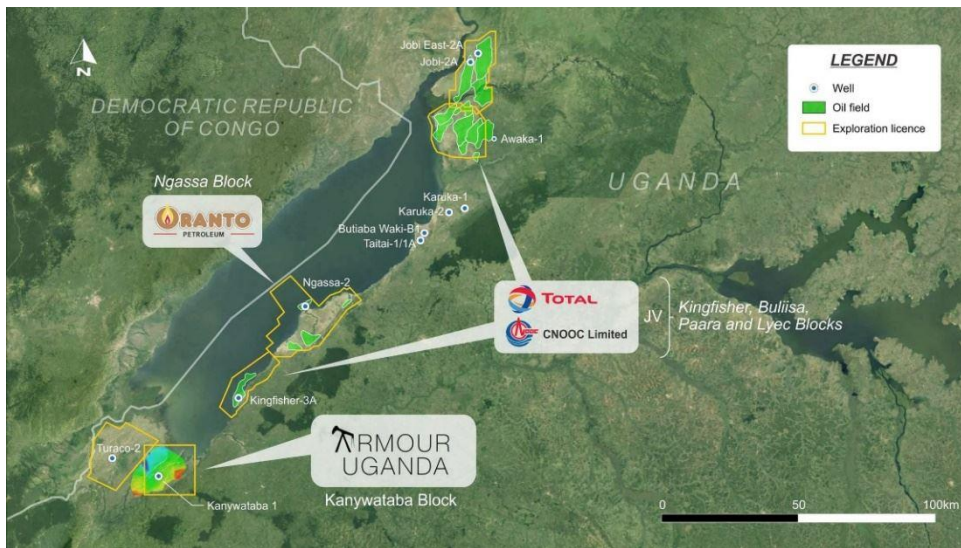 N
DEMOCRATIC REPUBLIC
OF CONGO
Jobi East-2A
Jobi-2A
LEGEND
Well
Oil field
Exploration licence
Awaka-1
UGANDA
Ngassa Block
ORANTO
PETROLEUM
Karuka-1
Karuka-2
Butiaba Waki-B1
Taitai-1/1A
Ngassa-2
TOTAL
CNOOC
CNOOC Limited
JV
Kingfisher, Buliisa,
Paara and Lyec Blocks
Kingfisher-3A
Turaco-2
Kanywataba 1
ARMOUR
UGANDA
Kanywataba Block
0
50
100km